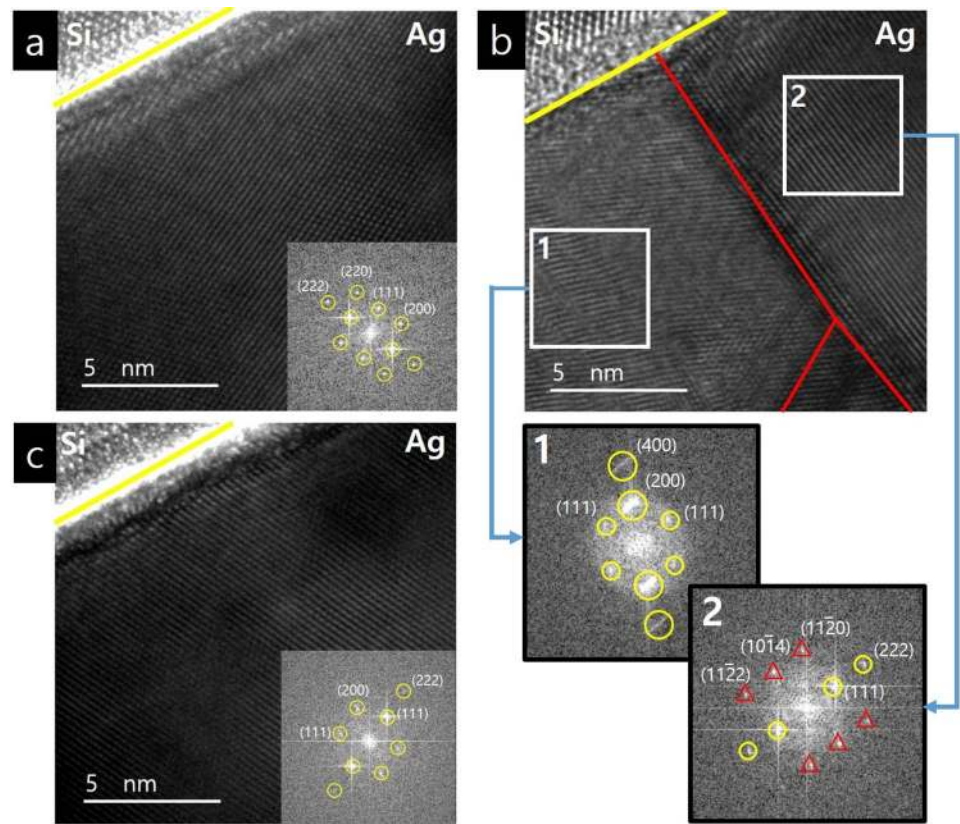 a
Si
Ag
(220)
(222)
(111)
(200)
5 nm
b
Si
Ag
2
1
5 nm
c
Si
Ag
(222)
(200)
(111)
(111)
5 nm
1
(400)
(200)
(111)
(111)
2
(112̄0)
(101̄4)
(222)
(112̄2)
(111)